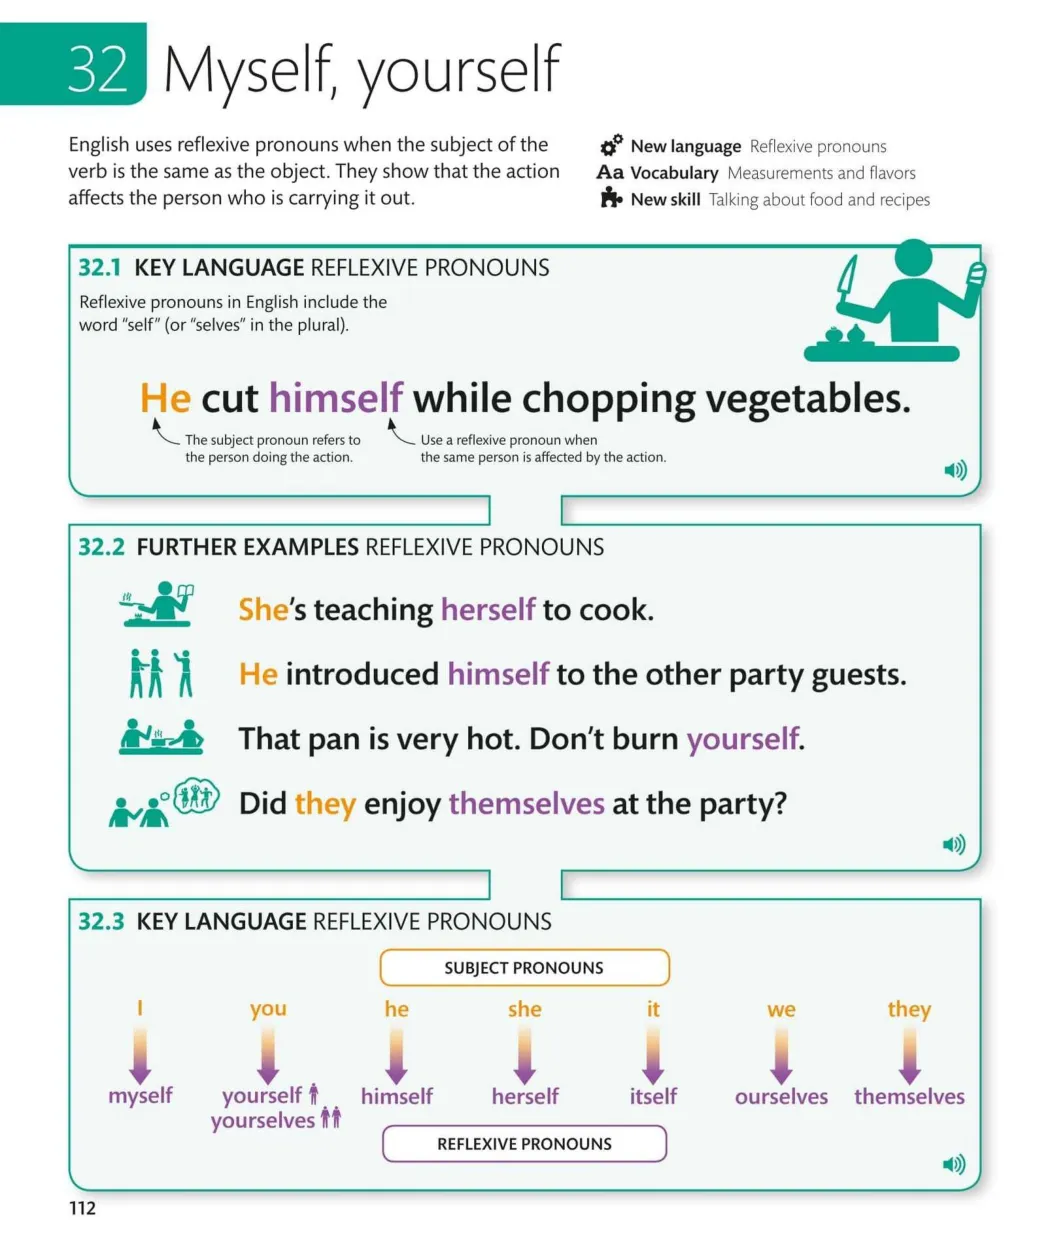 32 Myself, yourself
English uses reflexive pronouns when the subject of the
verb is the same as the object. They show that the action
affects the person who is carrying it out.
New language Reflexive pronouns
Aa Vocabulary Measurements and flavors
New skill Talking about food and recipes
32.1 KEY LANGUAGE REFLEXIVE PRONOUNS
Reflexive pronouns in English include the
word “self” (or “selves” in the plural).
He cut himself while chopping vegetables.
The subject pronoun refers to
the person doing the action.
Use a reflexive pronoun when
the same person is affected by the action.
32.2 FURTHER EXAMPLES REFLEXIVE PRONOUNS
She’s teaching herself to cook.
He introduced himself to the other party guests.
That pan is very hot. Don’t burn yourself.
Did they enjoy themselves at the party?
32.3 KEY LANGUAGE REFLEXIVE PRONOUNS
SUBJECT PRONOUNS
I you he she it we they
myself yourself himself herself itself ourselves themselves
yourselves
REFLEXIVE PRONOUNS
112